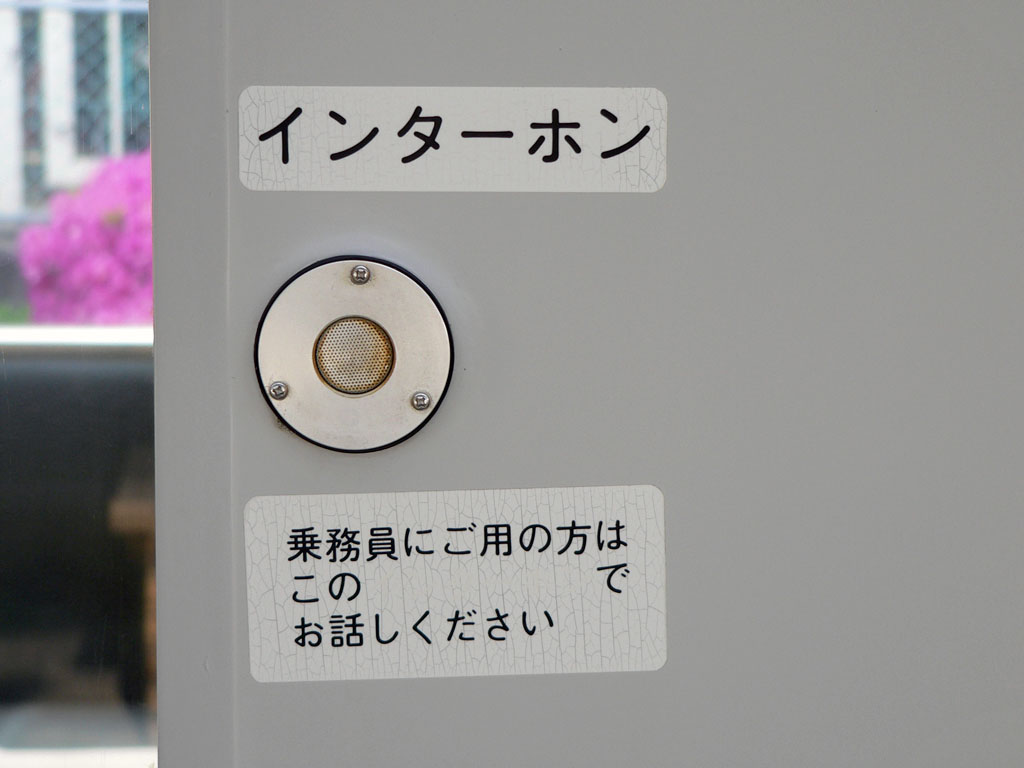 インターホン
乗務員にご用の方は
この　　　　　　で
お話しください